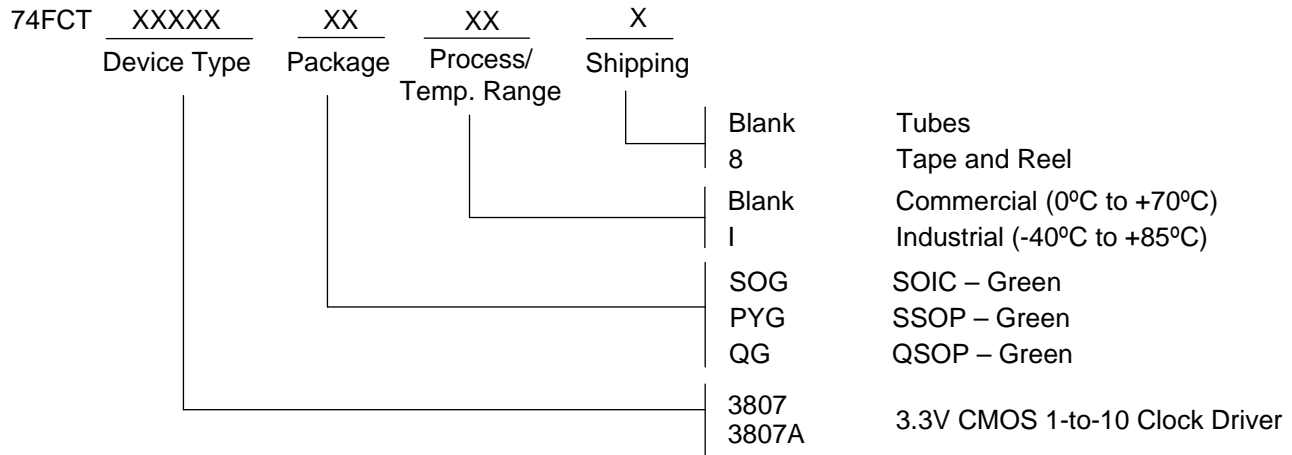 74FCT XXXXX XX XX X
Device Type Package Process/ Temp. Range Shipping
Blank Tubes
8 Tape and Reel
Blank Commercial (0ºC to +70ºC)
I Industrial (-40ºC to +85ºC)
SOG SOIC – Green
PYG SSOP – Green
QG QSOP – Green
3807
3807A
3.3V CMOS 1-to-10 Clock Driver